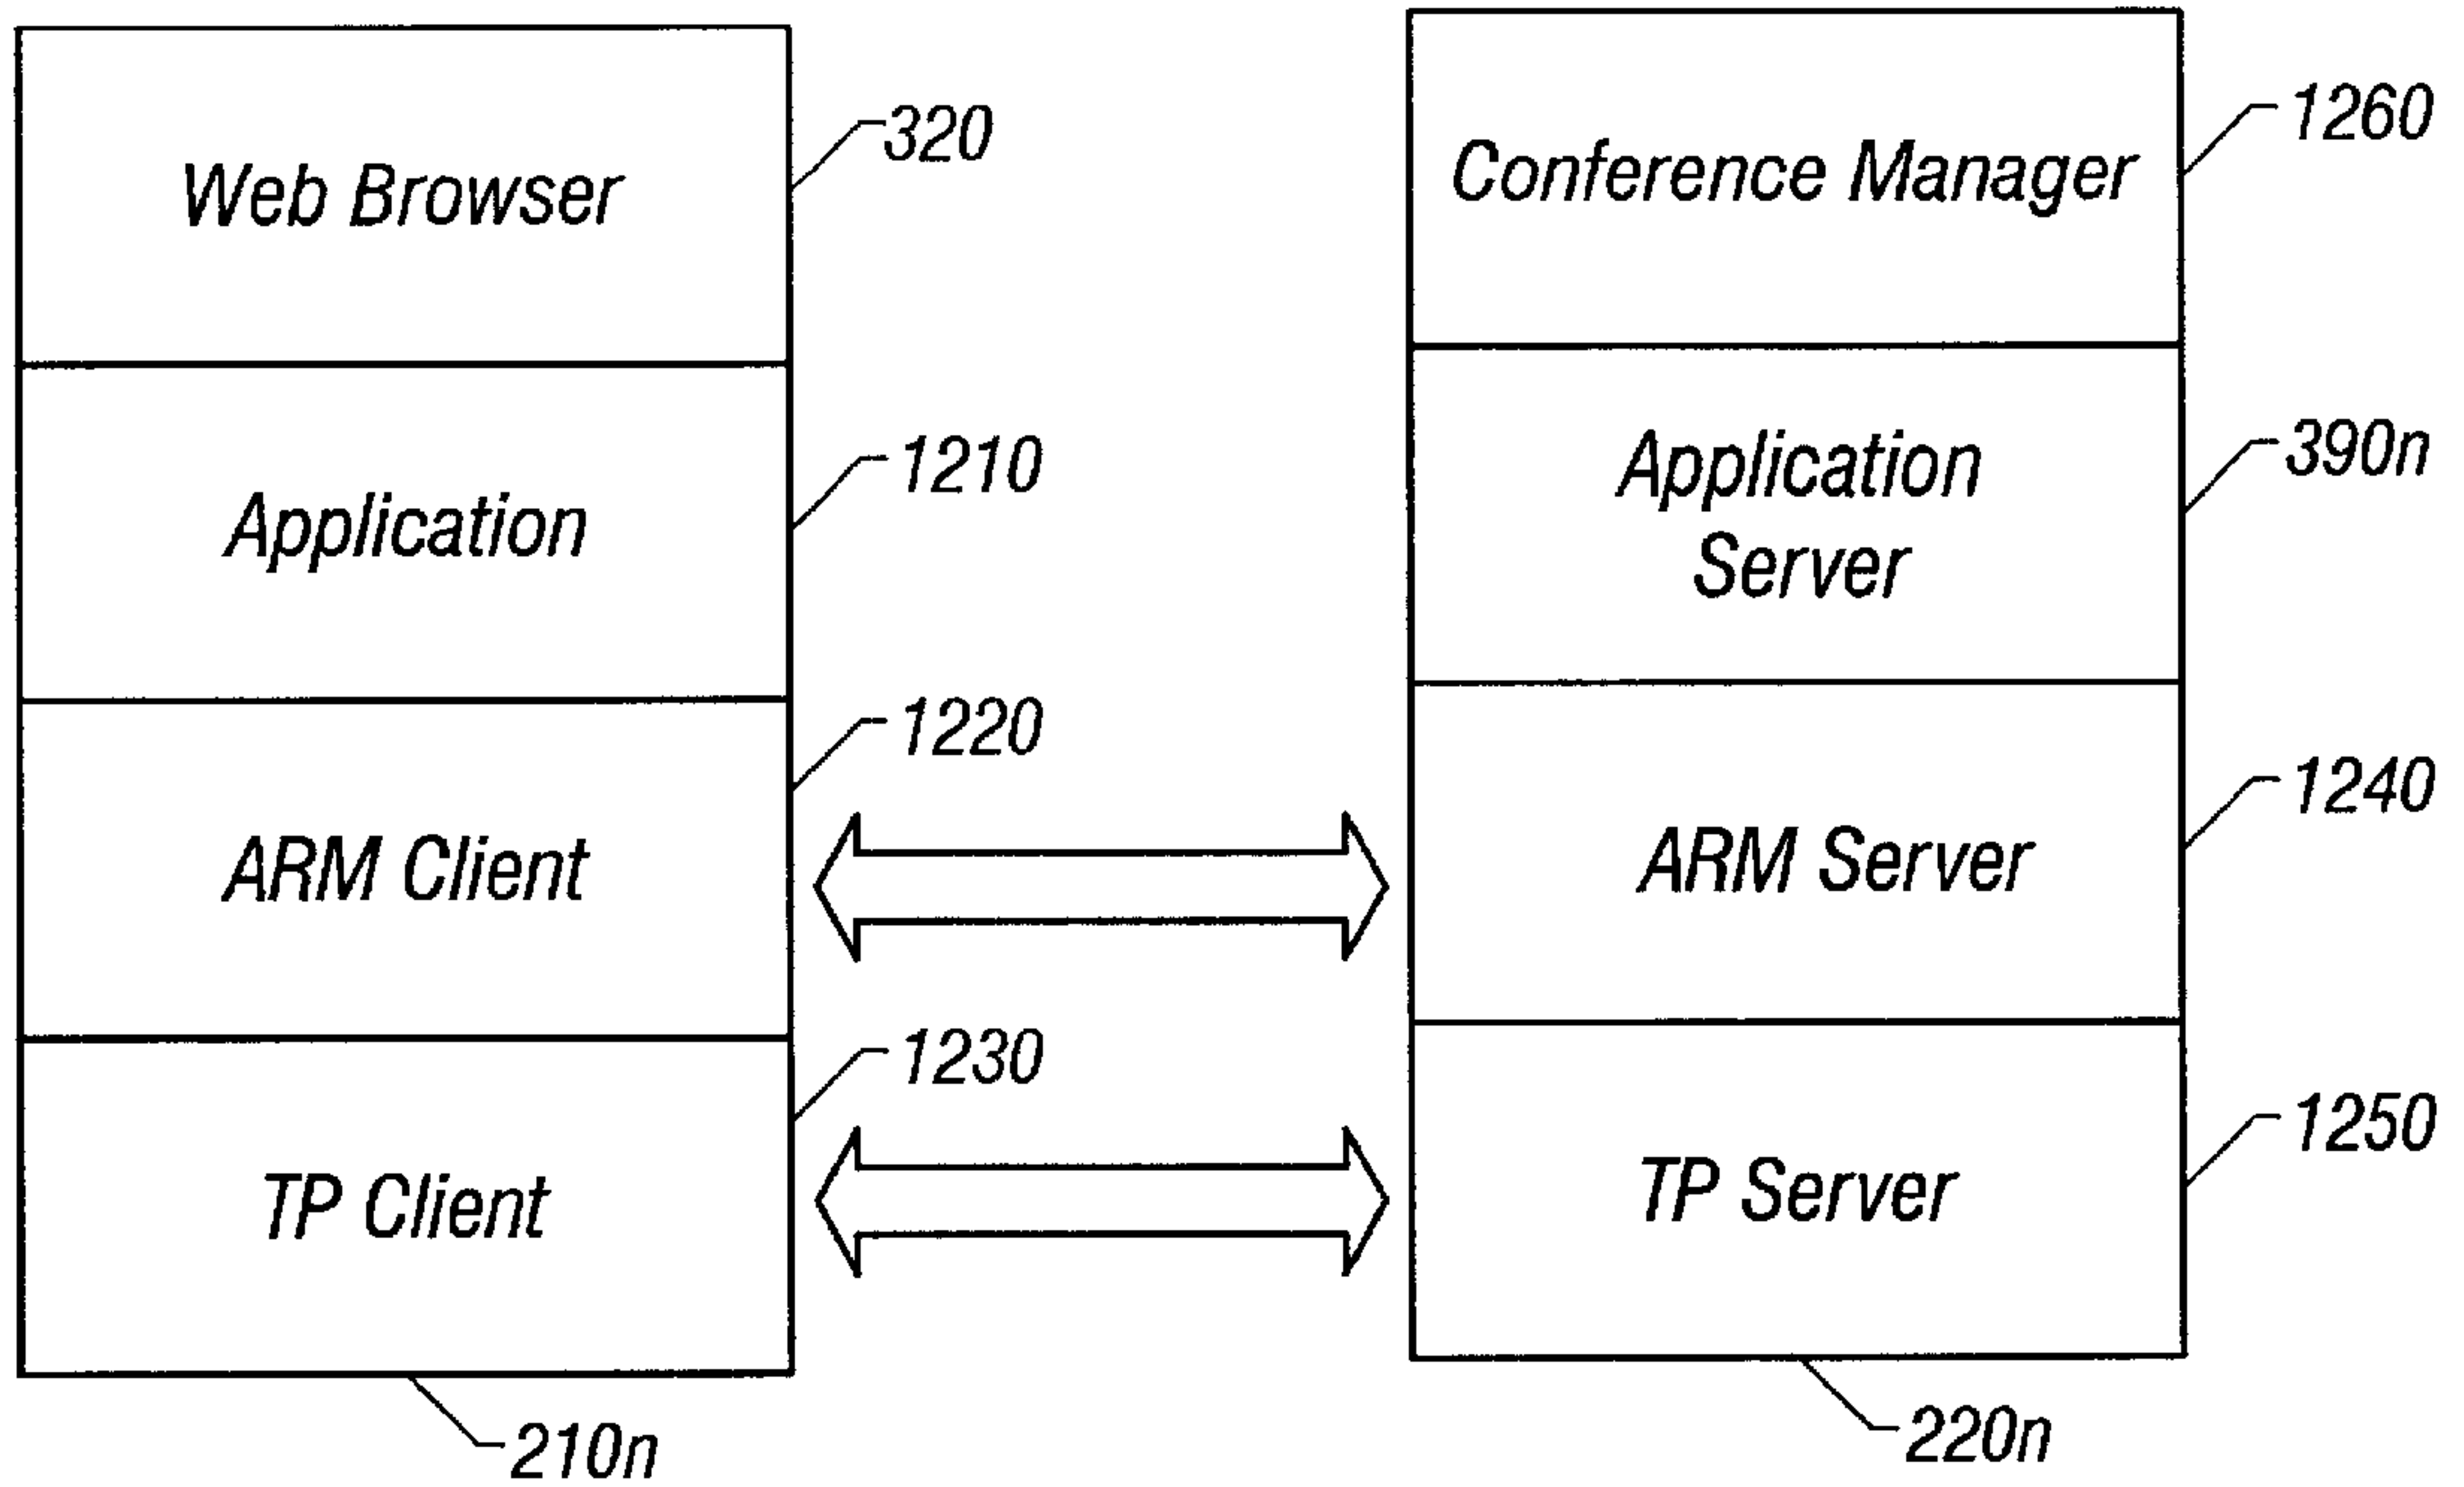 Web Browser
320
Application
1210
ARM Client
1220
TP Client
1230
210n
Conference Manager
1260
Application
Server
390n
ARM Server
1240
TP Server
1250
220n